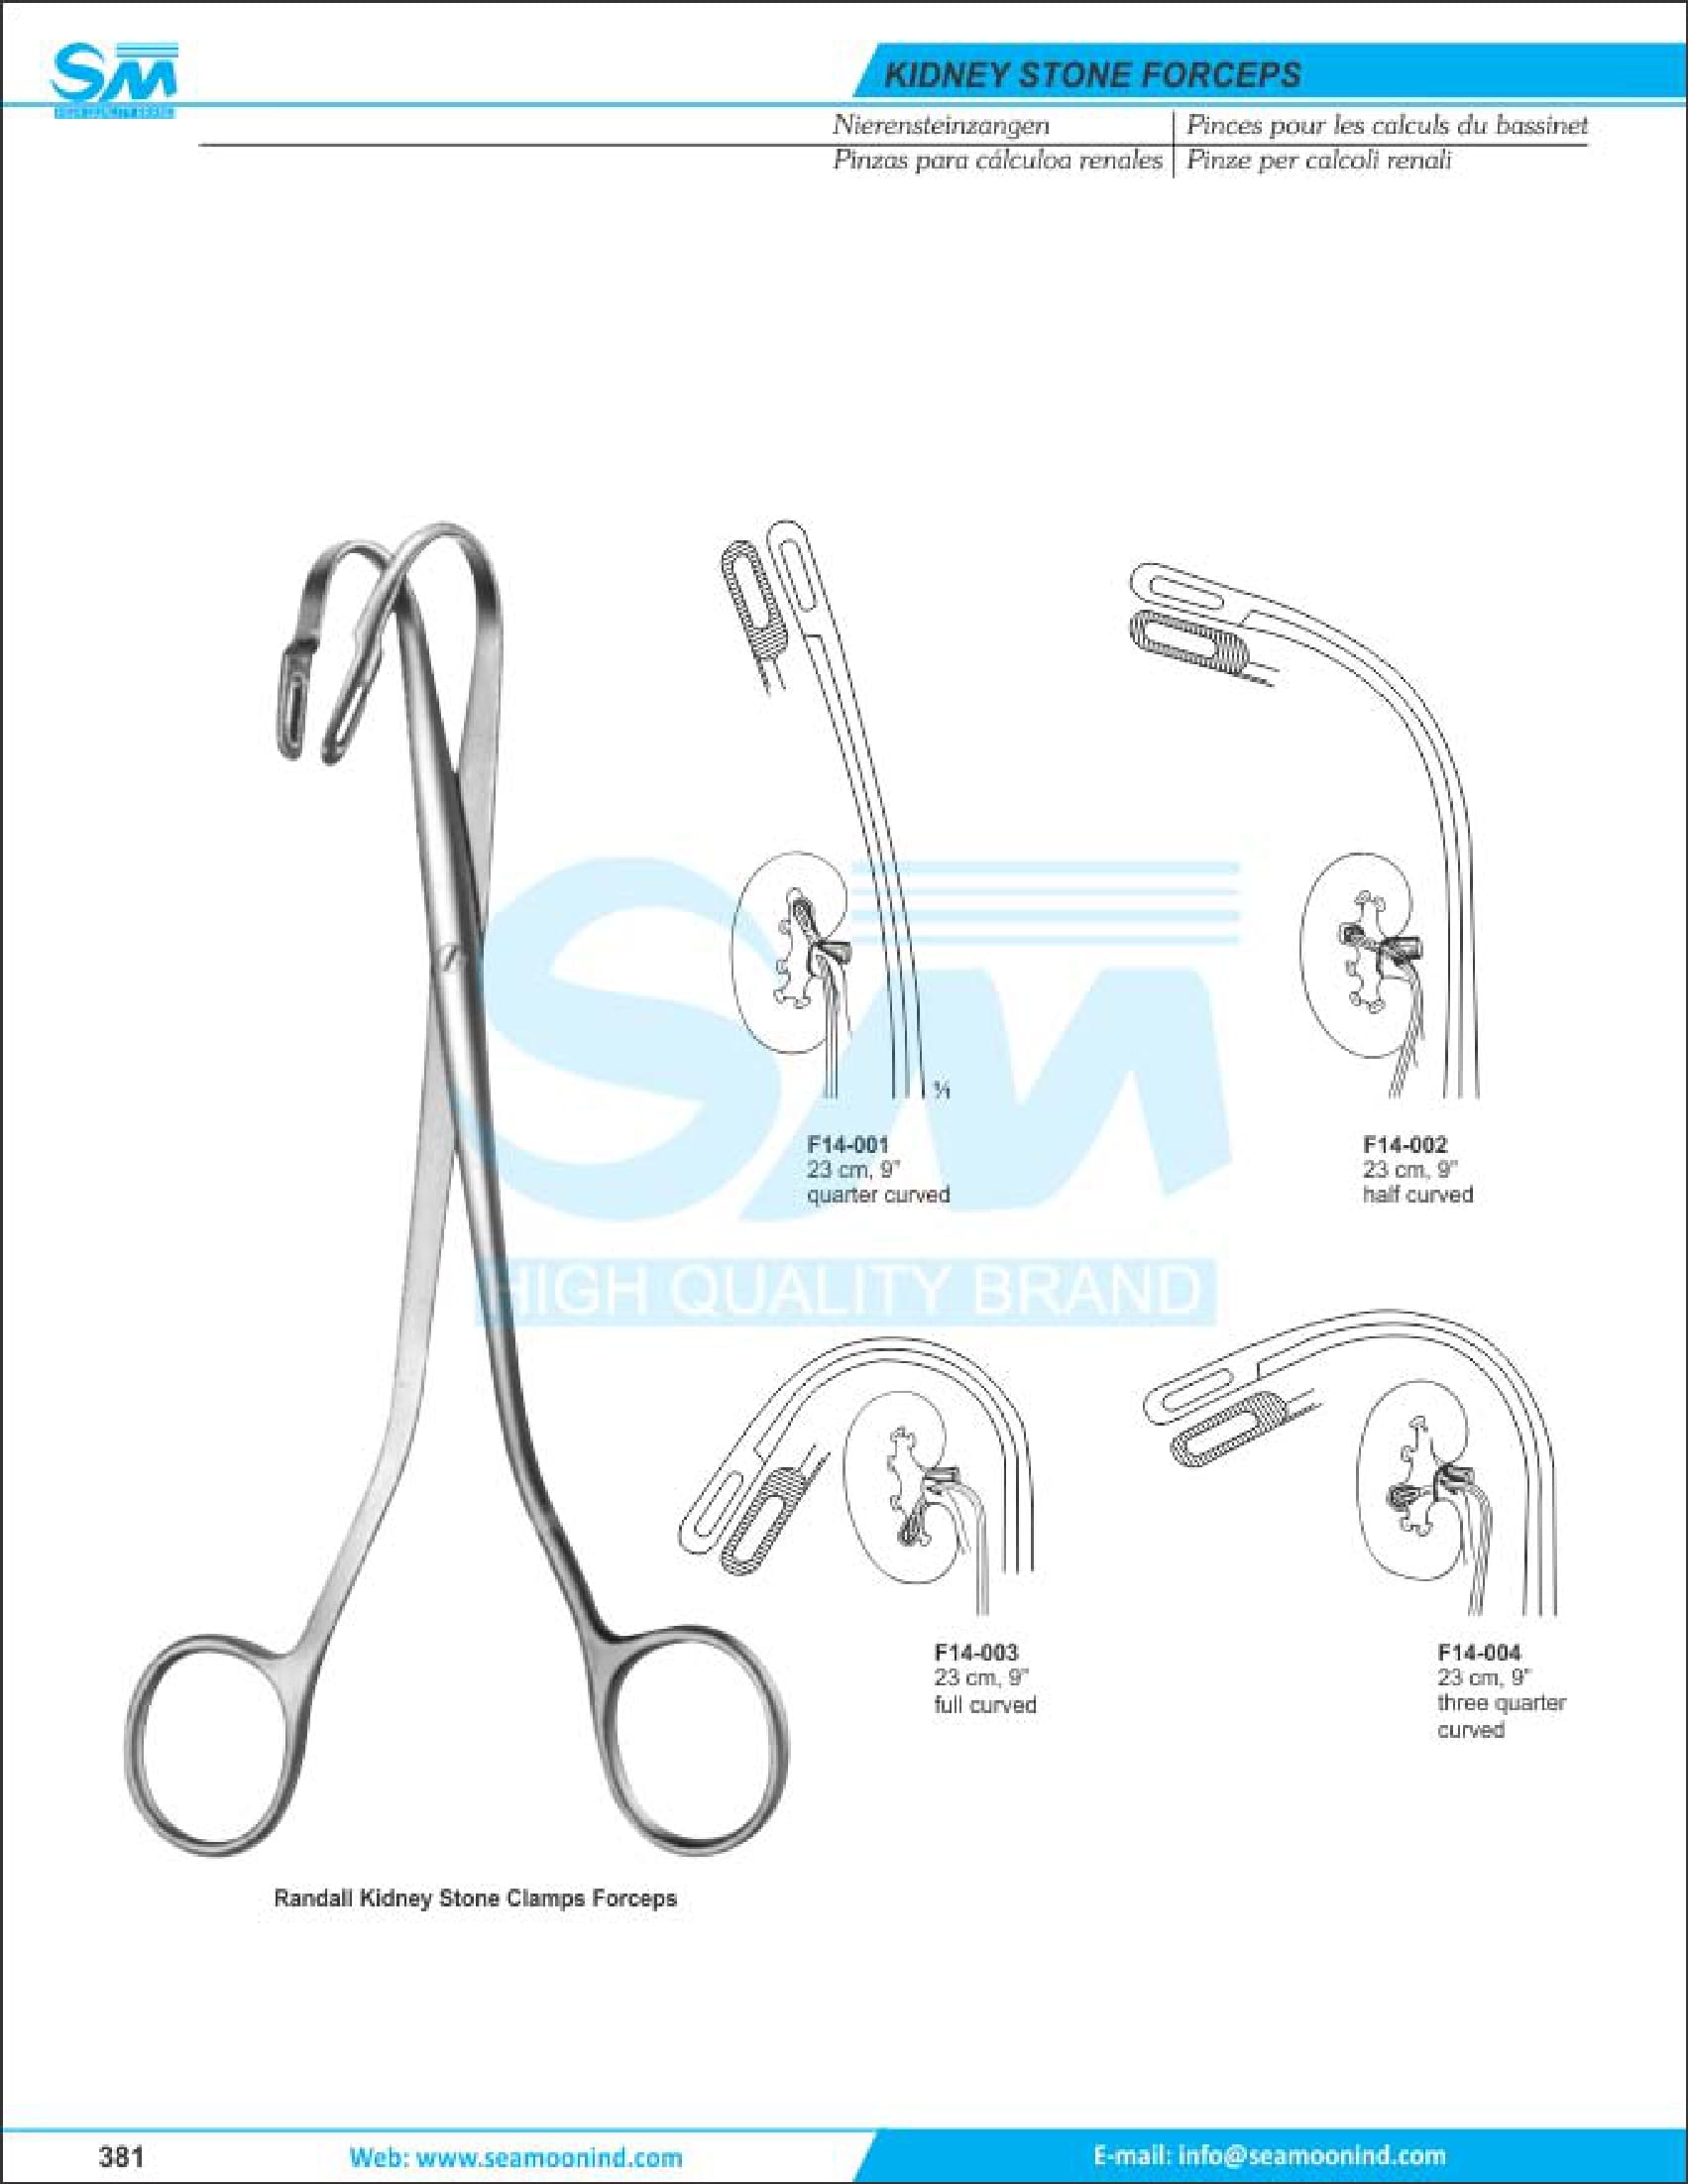 SM
KIDNEY STONE FORCEPS
Nierensteinzangen
Pinces pour les calculs du bassinet
Pinzas para cálculoa renales
Pinze per calcoli renali
SM
HIGH QUALITY BRAND
F14-001
23 cm, 9"
quarter curved
F14-002
23 cm, 9"
half curved
F14-003
23 cm, 9"
full curved
F14-004
23 cm, 9"
three quarter
curved
Randall Kidney Stone Clamps Forceps
381
Web: www.seamoonind.com
E-mail: info@seamoonind.com